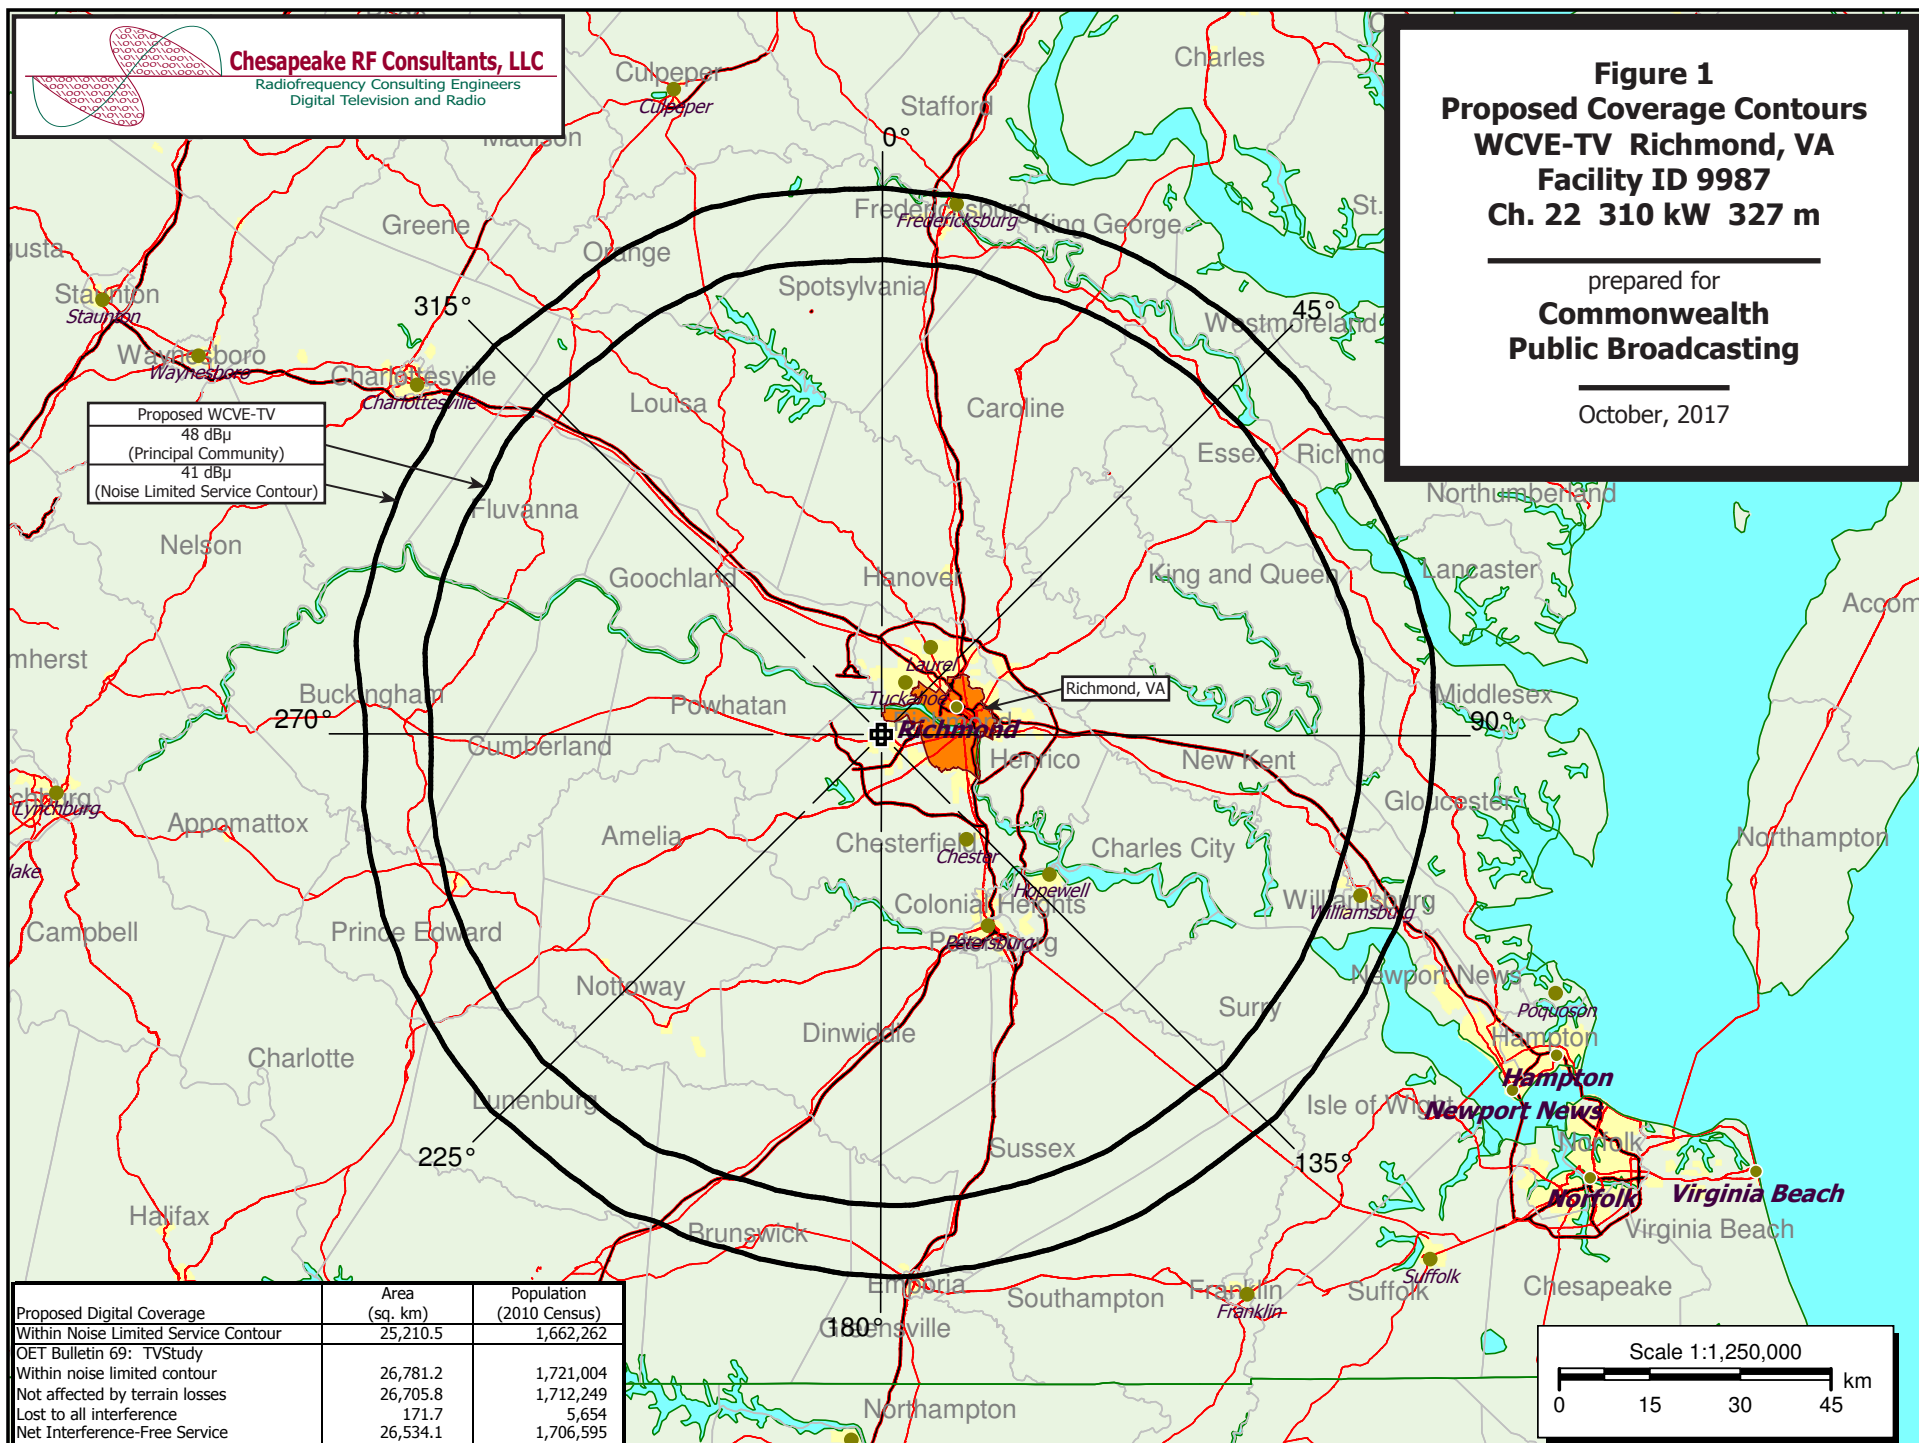 Chesapeake RF Consultants, LLC
Radiofrequency Consulting Engineers
Digital Television and Radio
Figure 1
Proposed Coverage Contours
WCVE-TV Richmond, VA
Facility ID 9987
Ch. 22 310 kW 327 m
prepared for
Commonwealth
Public Broadcasting
October, 2017
Charles
Culpeper
Culpeper
Stafford
Madison
0°
Greene
Orange
Fredericksburg
Fredericksburg
King George
St.
gusta
Staunton
Staunton
Spotsylvania
315°
45°
Westmoreland
Waynesboro
Waynesboro
Charlottesville
Charlottesville
Louisa
Caroline
Proposed WCVE-TV
48 dBµ
(Principal Community)
41 dBµ
(Noise Limited Service Contour)
Essex
Richmo
Northumberland
Fluvanna
Nelson
Goochland
Hanover
King and Queen
Lancaster
Accom
mherst
Laurel
Tuckahoe
Richmond, VA
Buckingham
Powhatan
Middlesex
270°
90°
Richmond
Cumberland
Henrico
New Kent
Gloucester
chburg
Lynchburg
Appomattox
Amelia
Chesterfield
Chester
Charles City
Northampton
lake
Hopewell
Williamsburg
Williamsburg
Colonial Heights
Campbell
Prince Edward
Petersburg
Nottoway
Newport News
Surry
Poquoson
Dinwiddie
Hampton
Charlotte
Hampton
Lunenburg
Isle of Wight
Newport News
Norfolk
225°
Sussex
135°
Norfolk
Virginia Beach
Halifax
Brunswick
Virginia Beach
Suffolk
Emporia
Southampton
Franklin
Franklin
Suffolk
Chesapeake
180°
Greensville
Northampton
Proposed Digital Coverage Area (sq. km) Population (2010 Census)
Within Noise Limited Service Contour 25,210.5 1,662,262
OET Bulletin 69: TVStudy
Within noise limited contour 26,781.2 1,721,004
Not affected by terrain losses 26,705.8 1,712,249
Lost to all interference 171.7 5,654
Net Interference-Free Service 26,534.1 1,706,595
Scale 1:1,250,000
km
0 15 30 45